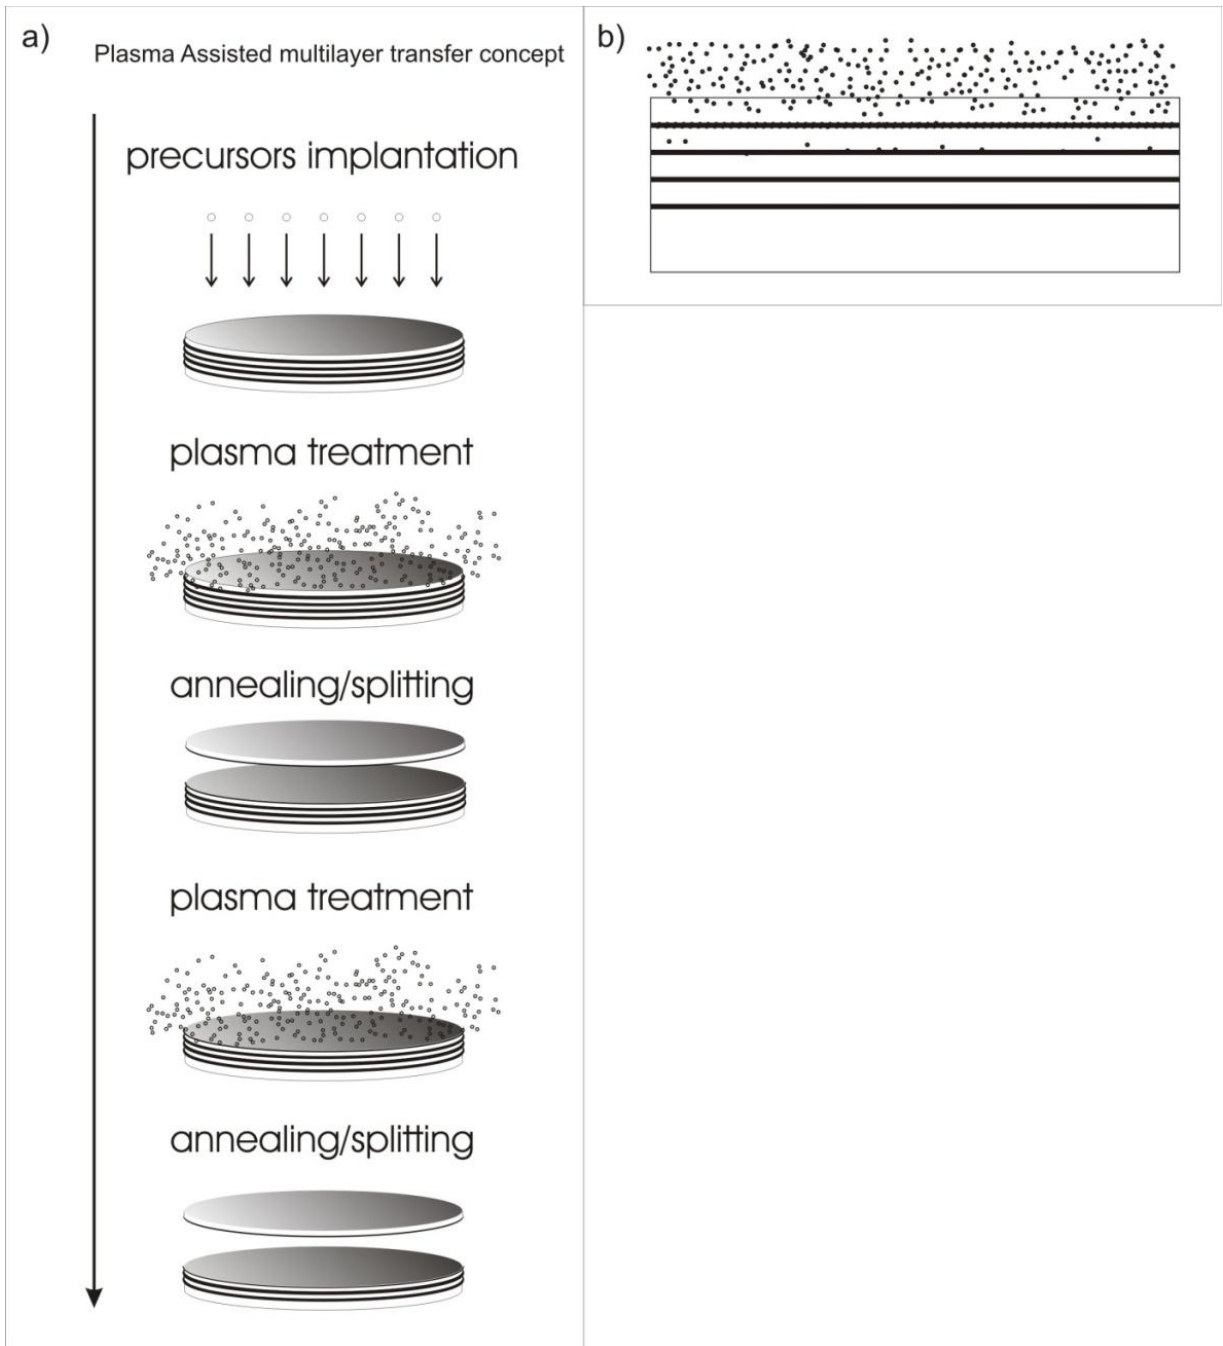 a)
Plasma Assisted multilayer transfer concept
precursors implantation
plasma treatment
annealing/splitting
plasma treatment
annealing/splitting
b)